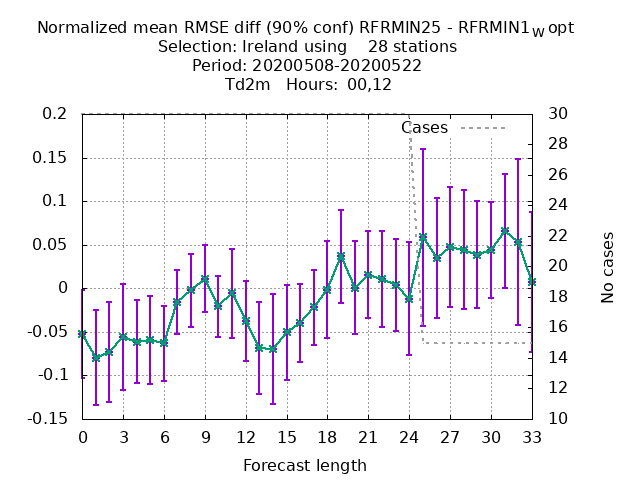 Normalized mean RMSE diff (90% conf) RFRMIN25 - RFRMIN1Wopt
Selection: Ireland using 28 stations
Period: 20200508-20200522
Td2m Hours: 00,12
Cases
0.2
0.15
0.1
0.05
0
-0.05
-0.1
-0.15
30
28
26
24
22
20
18
16
14
12
10
No cases
0 3 6 9 12 15 18 21 24 27 30 33
Forecast length